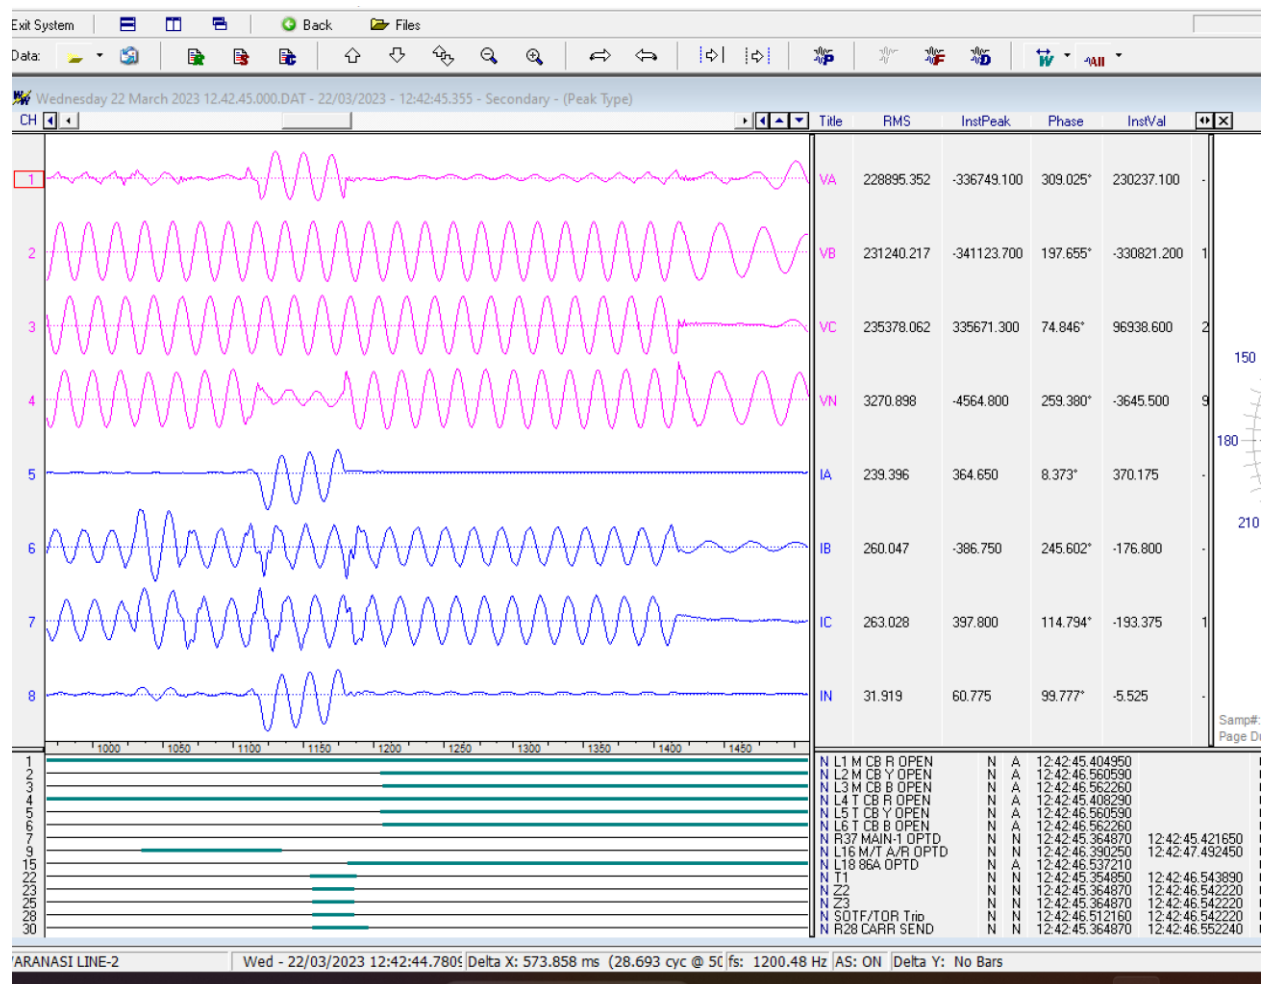 Exit System Back Files
Data:
Wednesday 22 March 2023 12.42.45.000.DAT - 22/03/2023 - 12:42:45.355 - Secondary - (Peak Type)
CH Title RMS InstPeak Phase InstVal
1 VA 228895.352 -336749.100 309.025° 230237.100 -
2 VB 231240.217 -341123.700 197.655° -330821.200 1
3 VC 235378.062 335671.300 74.846° 96938.600 2
150
4 VN 3270.898 -4564.800 259.380° -3645.500 9
180
5 IA 239.396 364.650 8.373° 370.175 -
210
6 IB 260.047 -386.750 245.602° -176.800 -
7 IC 263.028 397.800 114.794° -193.375 1
8 IN 31.919 60.775 99.777° -5.525 -
Samp#:
Page Du
1000 1050 1100 1150 1200 1250 1300 1350 1400 1450
1 N L1 M CB R OPEN N A 12:42:45.404950
2 N L2 M CB Y OPEN N A 12:42:46.560590
3 N L3 M CB B OPEN N A 12:42:46.562260
4 N L4 T CB R OPEN N A 12:42:45.408290
5 N L5 T CB Y OPEN N A 12:42:46.560590
6 N L6 T CB B OPEN N A 12:42:46.562260
7 N R37 MAIN-1 OPTD N N 12:42:45.364870 12:42:45.421650
9 N L16 M/T A/R OPTD N N 12:42:46.390250 12:42:47.492450
15 N L18 86A OPTD N A 12:42:46.537210
22 N T1 N N 12:42:45.354850 12:42:46.543890
23 N Z2 N N 12:42:45.364870 12:42:46.542220
25 N Z3 N N 12:42:45.364870 12:42:46.542220
28 N SOTF/TOR Trip N N 12:42:46.512160 12:42:46.542220
30 N R28 CARR SEND N N 12:42:45.364870 12:42:46.552240
VARANASI LINE-2 Wed - 22/03/2023 12:42:44.7809 Delta X: 573.858 ms (28.693 cyc @ 50 fs: 1200.48 Hz AS: ON Delta Y: No Bars